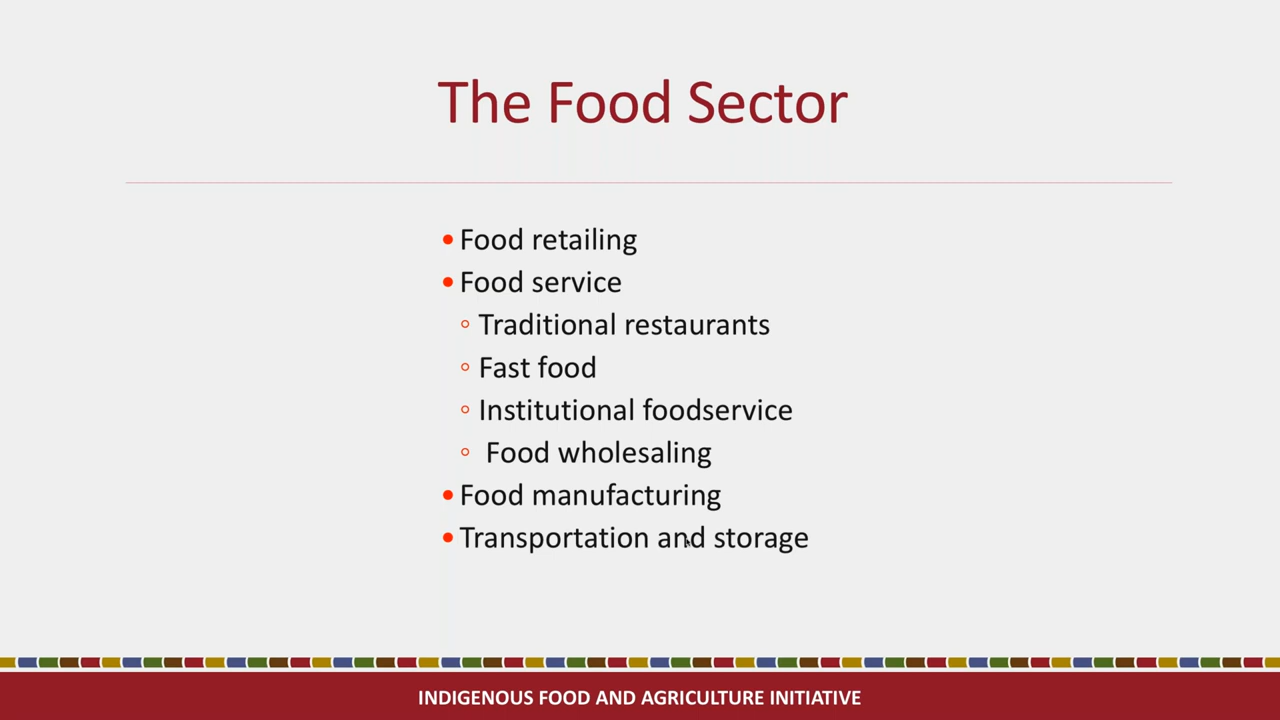 The Food Sector
• Food retailing
• Food service
◦ Traditional restaurants
◦ Fast food
◦ Institutional foodservice
◦ Food wholesaling
• Food manufacturing
• Transportation and storage
INDIGENOUS FOOD AND AGRICULTURE INITIATIVE